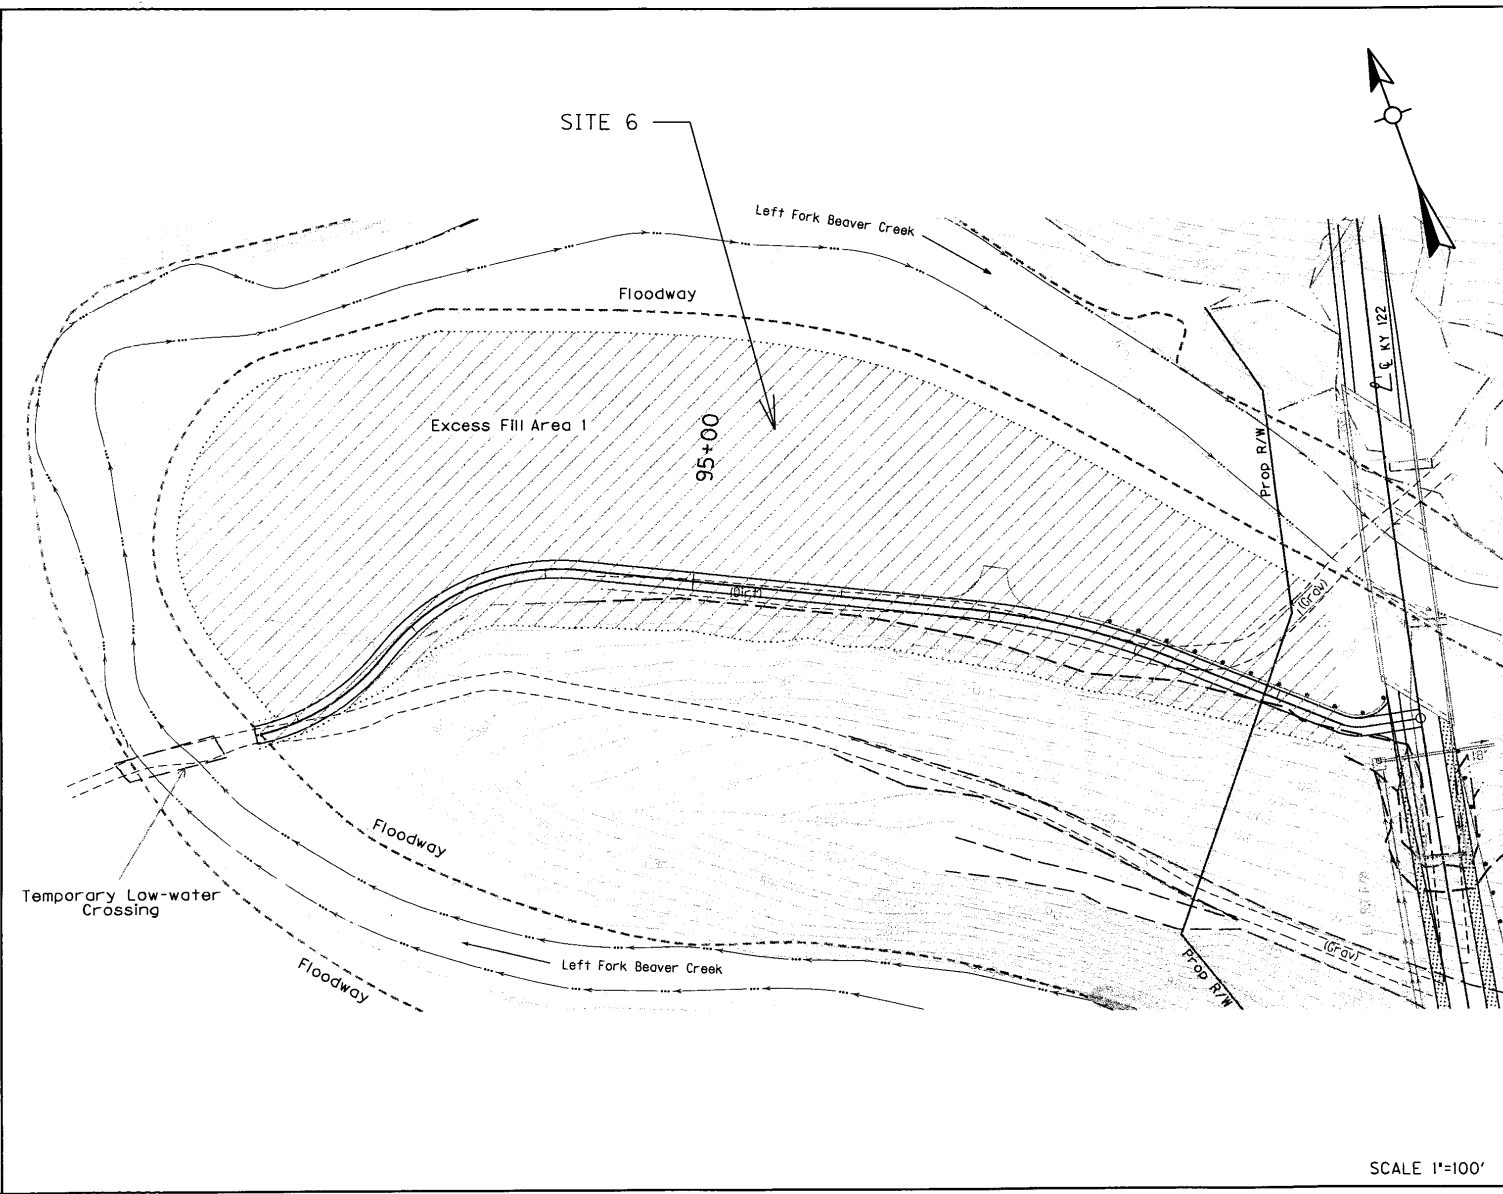 SITE 6
Left Fork Beaver Creek
Floodway
℄ KY 122
Excess Fill Area 1
95+00
Prop R/W
(Dirt)
(Grav)
18"
Floodway
Temporary Low-water
Crossing
Left Fork Beaver Creek
Floodway
(Grav)
Prop R/W
SCALE 1"=100'